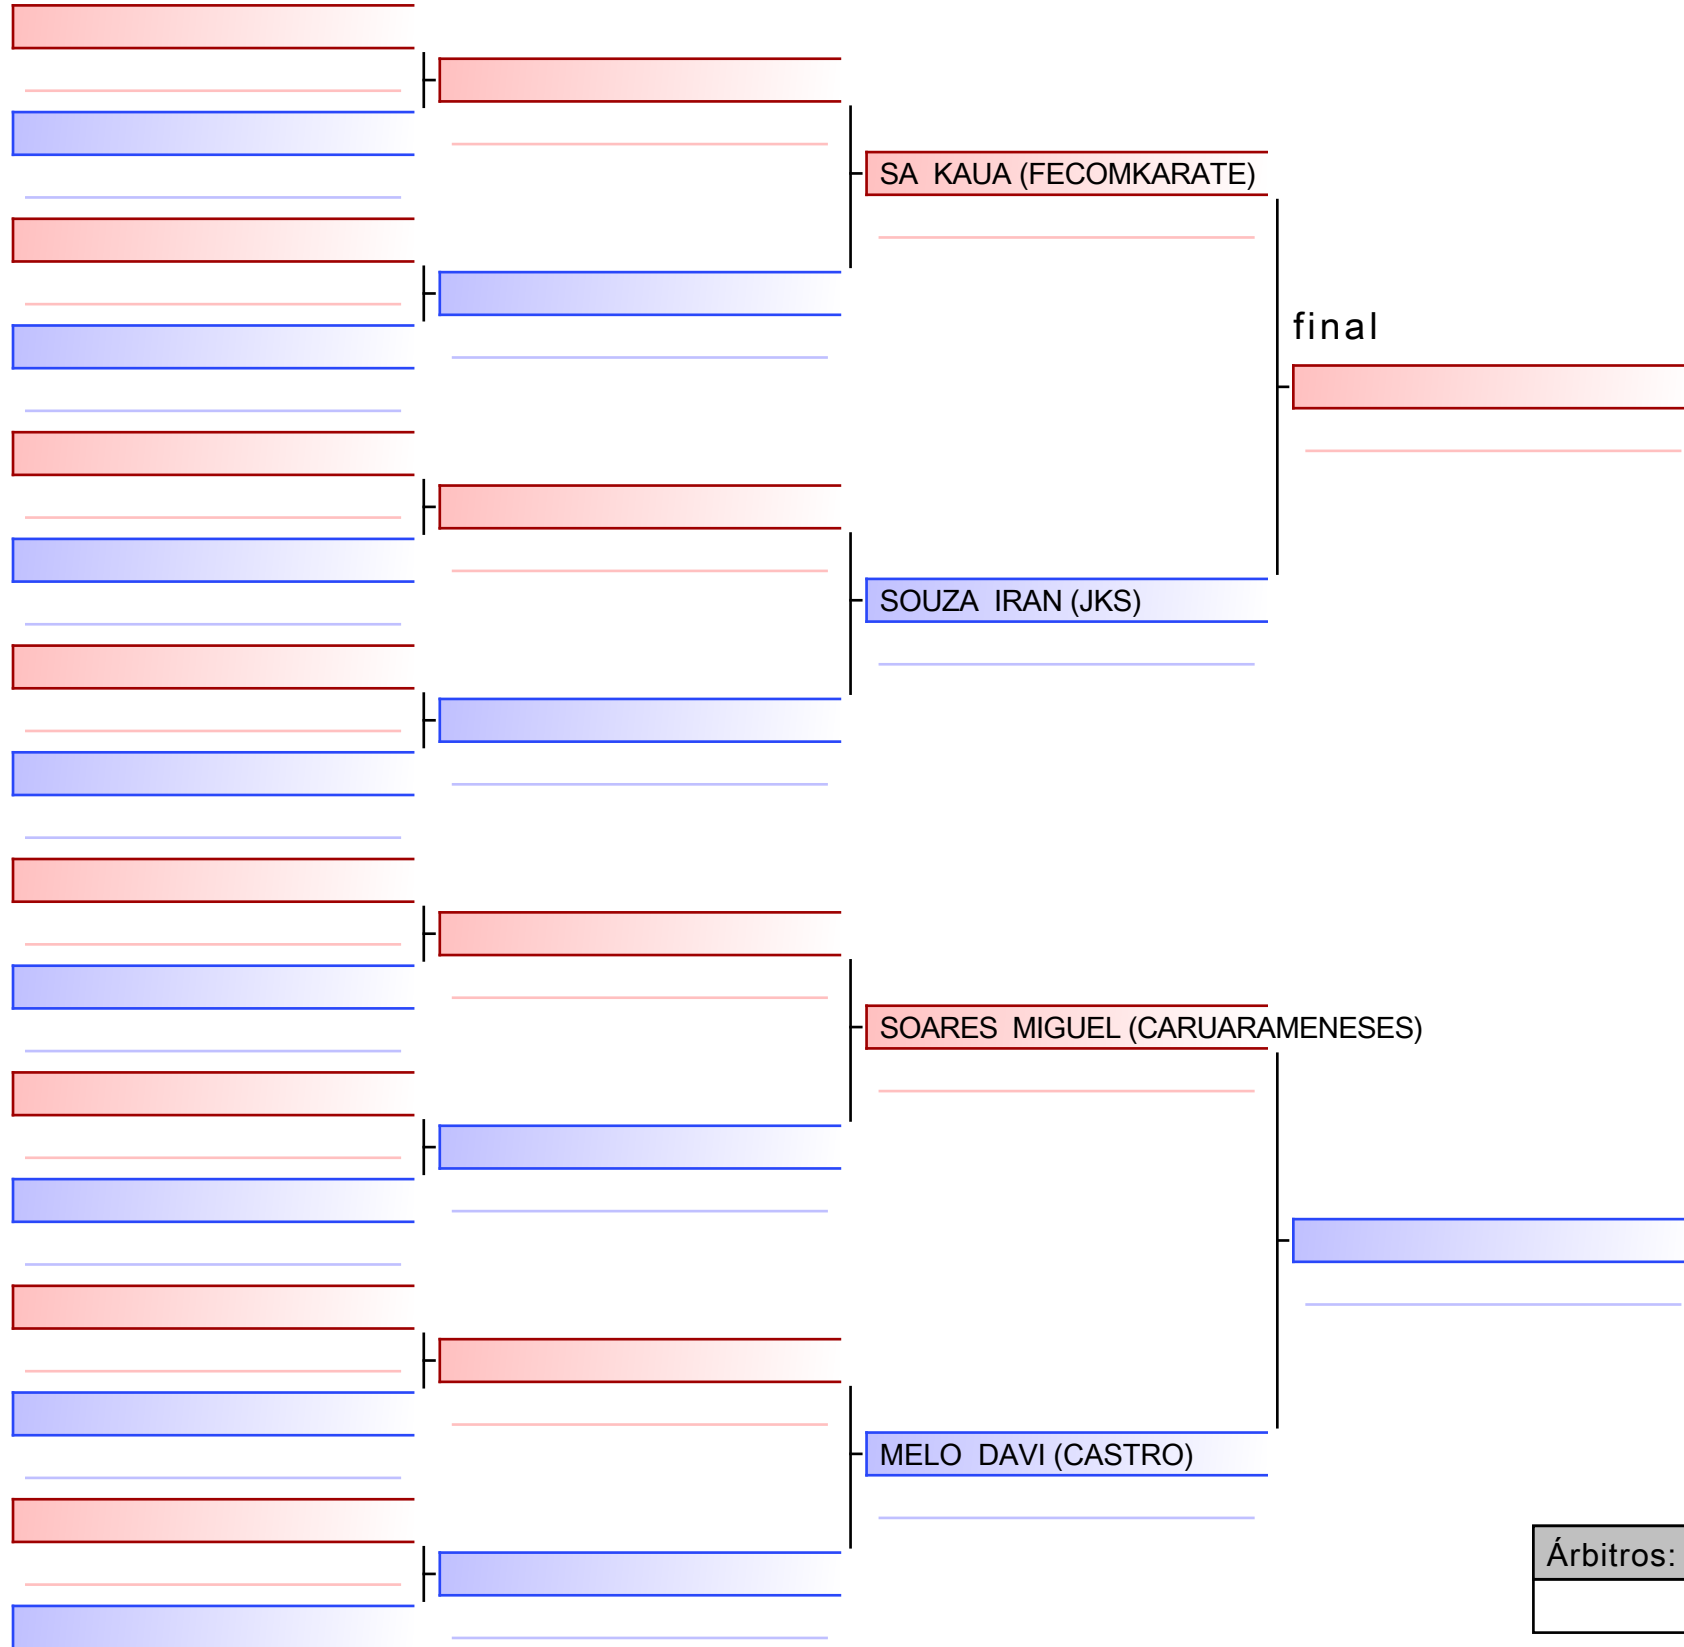 SA KAUA (FECOMKARATE)
final
SOUZA IRAN (JKS)
SOARES MIGUEL (CARUARAMENESES)
MELO DAVI (CASTRO)
Árbitros: